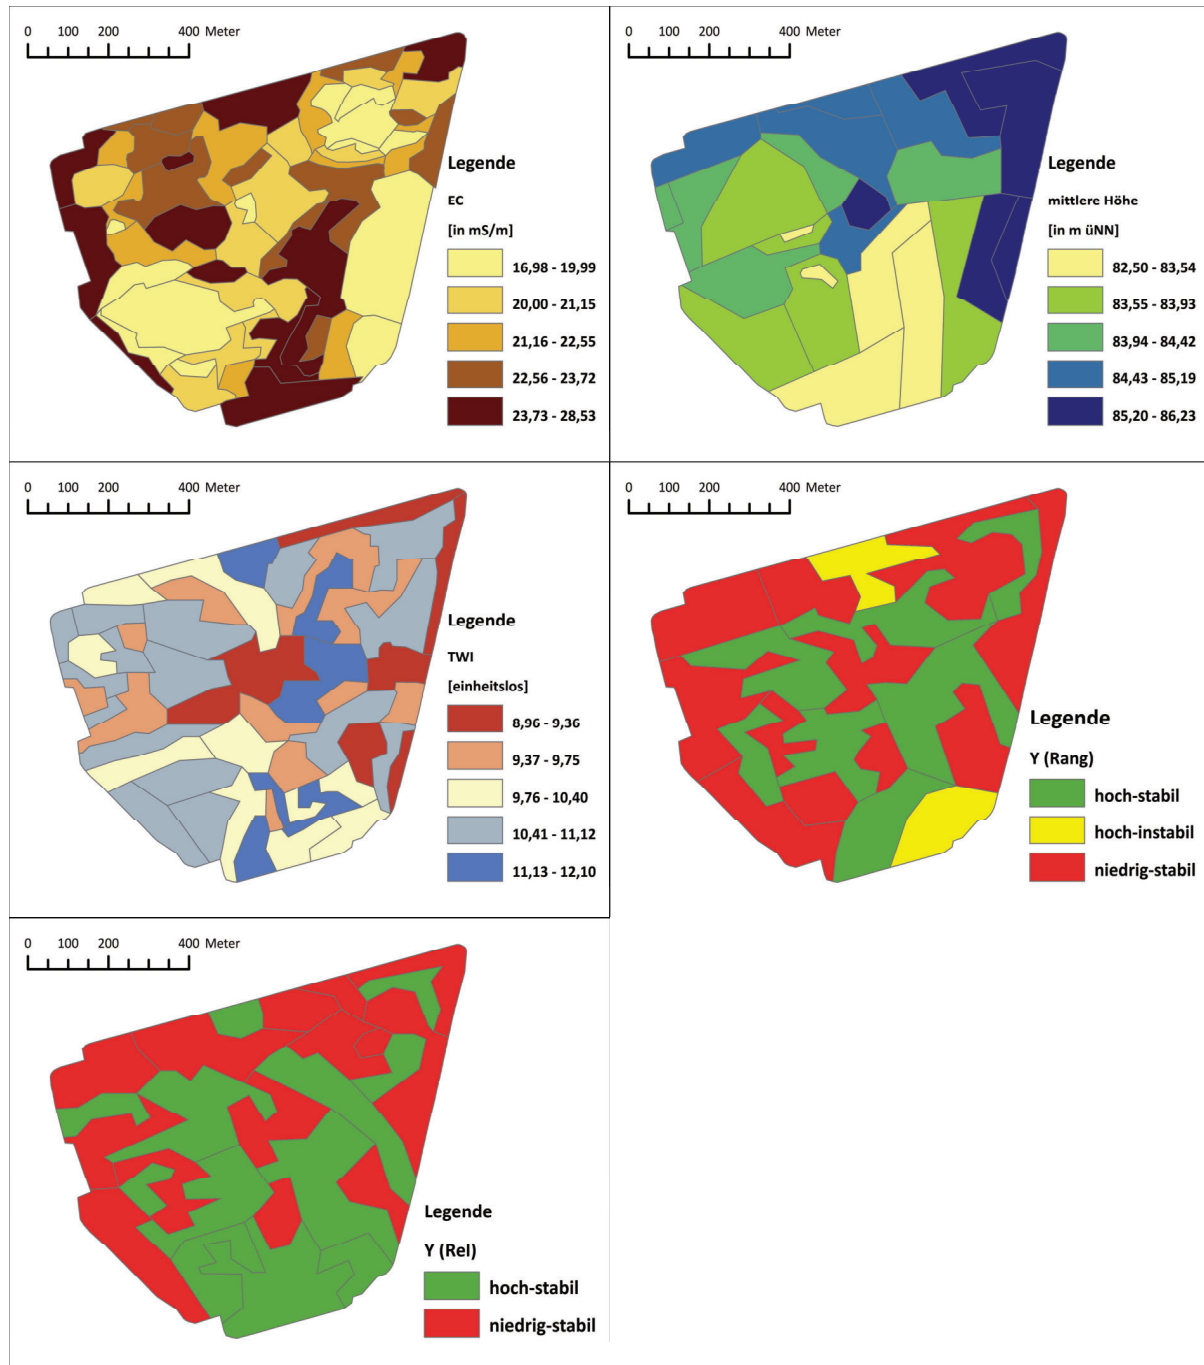 0 100 200 400 Meter
Legende
EC
[in mS/m]
16,98 - 19,99
20,00 - 21,15
21,16 - 22,55
22,56 - 23,72
23,73 - 28,53
0 100 200 400 Meter
Legende
mittlere Höhe
[in m üNN]
82,50 - 83,54
83,55 - 83,93
83,94 - 84,42
84,43 - 85,19
85,20 - 86,23
0 100 200 400 Meter
Legende
TWI
[einheitslos]
8,96 - 9,36
9,37 - 9,75
9,76 - 10,40
10,41 - 11,12
11,13 - 12,10
0 100 200 400 Meter
Legende
Y (Rang)
hoch-stabil
hoch-instabil
niedrig-stabil
0 100 200 400 Meter
Legende
Y (Rel)
hoch-stabil
niedrig-stabil